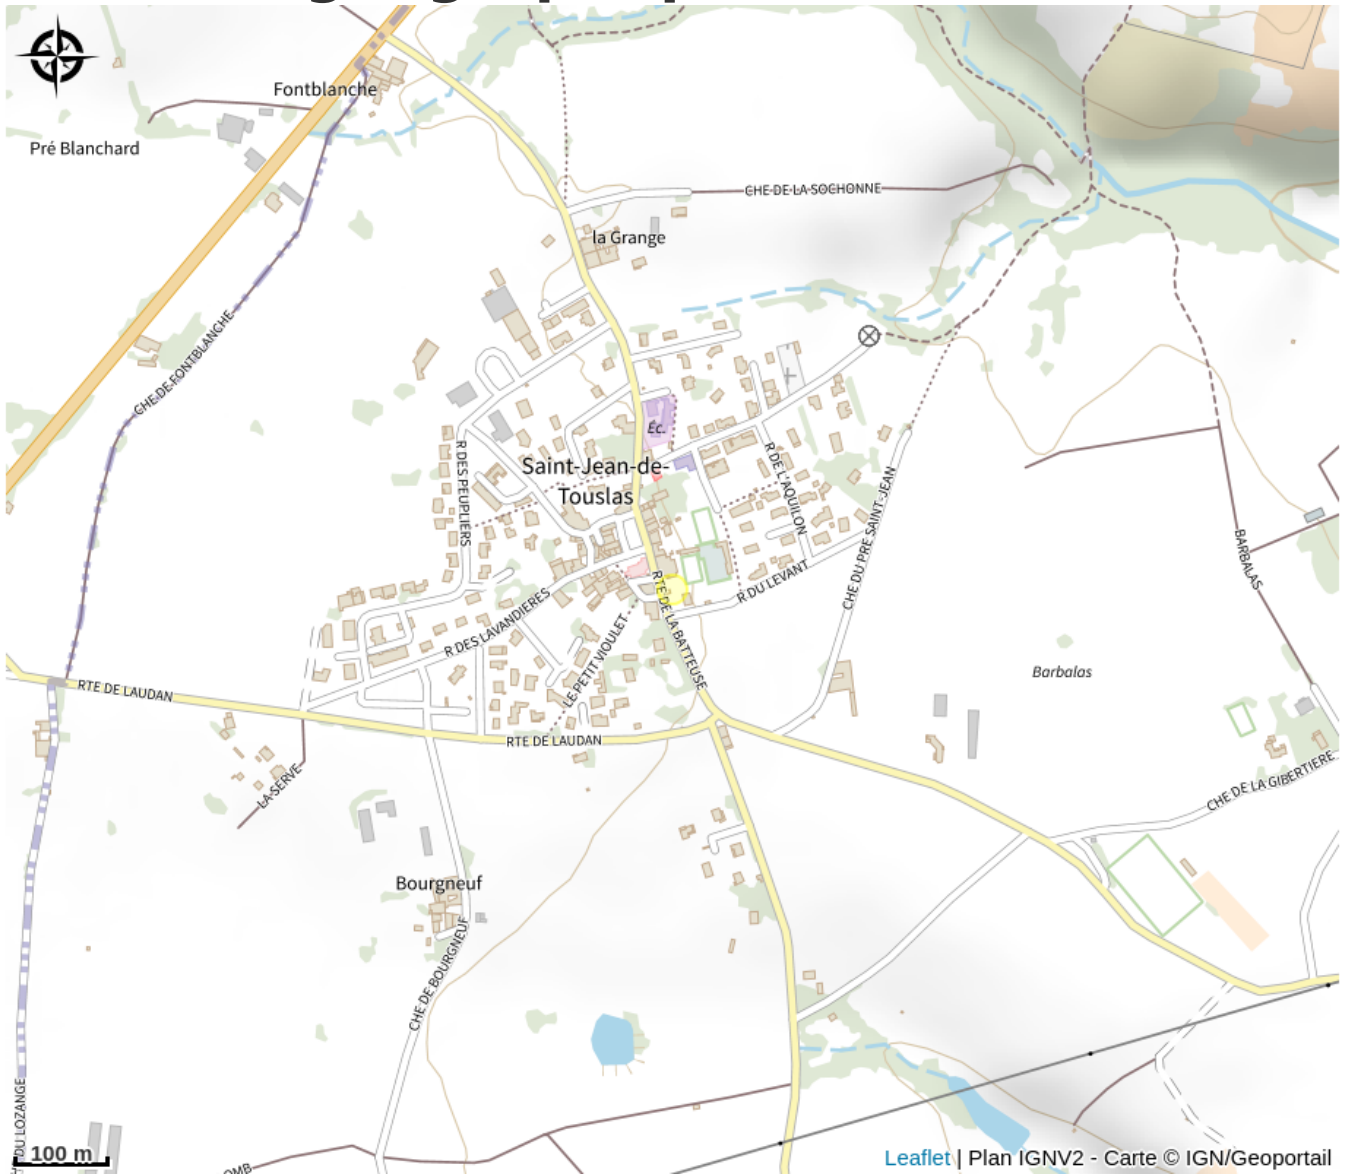 Fontblanche
Pré Blanchard
CHE DE LA SOCHONNE
la Grange
CHE DE FONTBLANCHE
Éc.
Saint-Jean-de-
Touslas
R DES PEUPLIERS
R DE L'AQUILON
CHE DU PRE SAINT-JEAN
BARBALAS
R DU LEVANT
RTE DE LA BATTEUSE
R DES LAVANDIERES
LE PETIT VIOULET
Barbalas
RTE DE LAUDAN
RTE DE LAUDAN
LA SERVE
CHE DE LA GIBERTIERE
Bourgneuf
CHE DE BOURGNEUF
DU LOZANGE
100 m
OMB
Leaflet | Plan IGNV2 - Carte © IGN/Geoportail